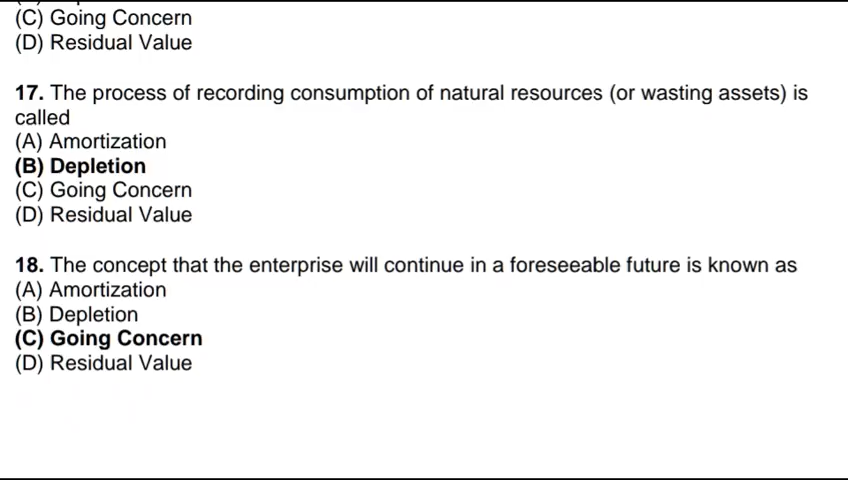 (C) Going Concern
(D) Residual Value
17. The process of recording consumption of natural resources (or wasting assets) is
called
(A) Amortization
(B) Depletion
(C) Going Concern
(D) Residual Value
18. The concept that the enterprise will continue in a foreseeable future is known as
(A) Amortization
(B) Depletion
(C) Going Concern
(D) Residual Value